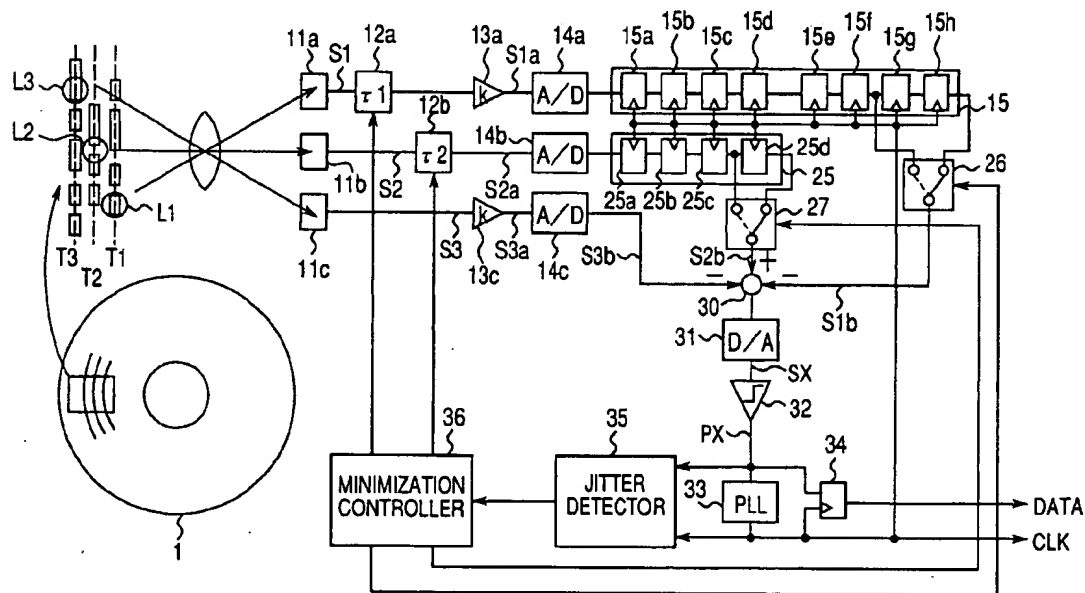 15b 15d 15f 15h
11a 12a 13a 14a 15a 15c 15e 15g
S1 S1a
L3
τ1 k A/D
12b
L2 14b 15
τ2 A/D 25d 26
25
11b S2 S2a 25a 25b 25c 27
L1
k A/D
T3 T1 S3 S3a S3b S2b +
T2 11c 13c 14c − −
30 S1b
31 D/A
SX
32
36 35 PX 34
MINIMIZATION CONTROLLER
JITTER DETECTOR
33 PLL
DATA
CLK
1